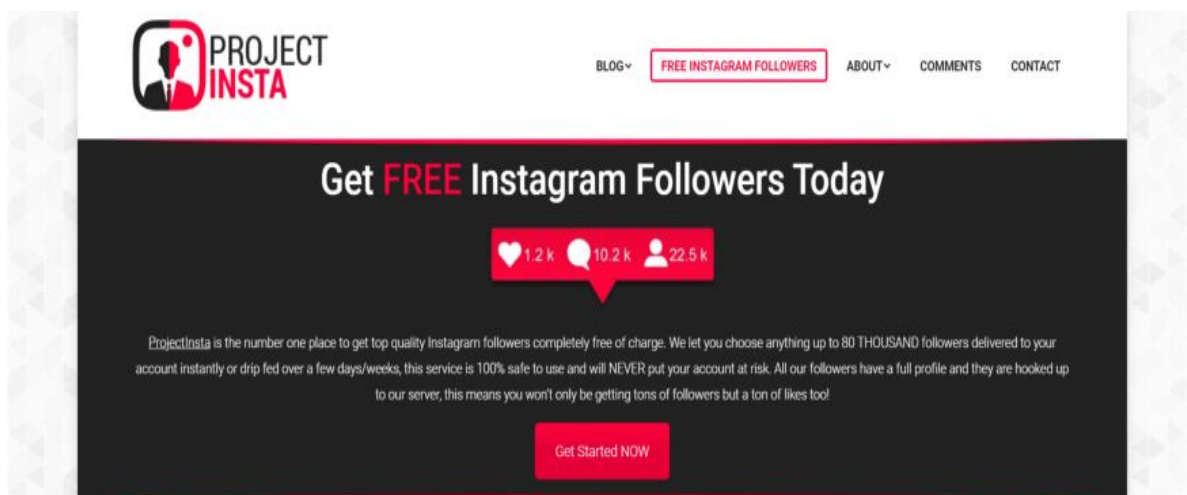 PROJECT
INSTA
BLOG FREE INSTAGRAM FOLLOWERS ABOUT COMMENTS CONTACT
Get FREE Instagram Followers Today
1.2 k 10.2 k 22.5 k
ProjectInsta is the number one place to get top quality Instagram followers completely free of charge. We let you choose anything up to 80 THOUSAND followers delivered to your
account instantly or drip fed over a few days/weeks, this service is 100% safe to use and will NEVER put your account at risk. All our followers have a full profile and they are hooked up
to our server, this means you won't only be getting tons of followers but a ton of likes too!
Get Started NOW